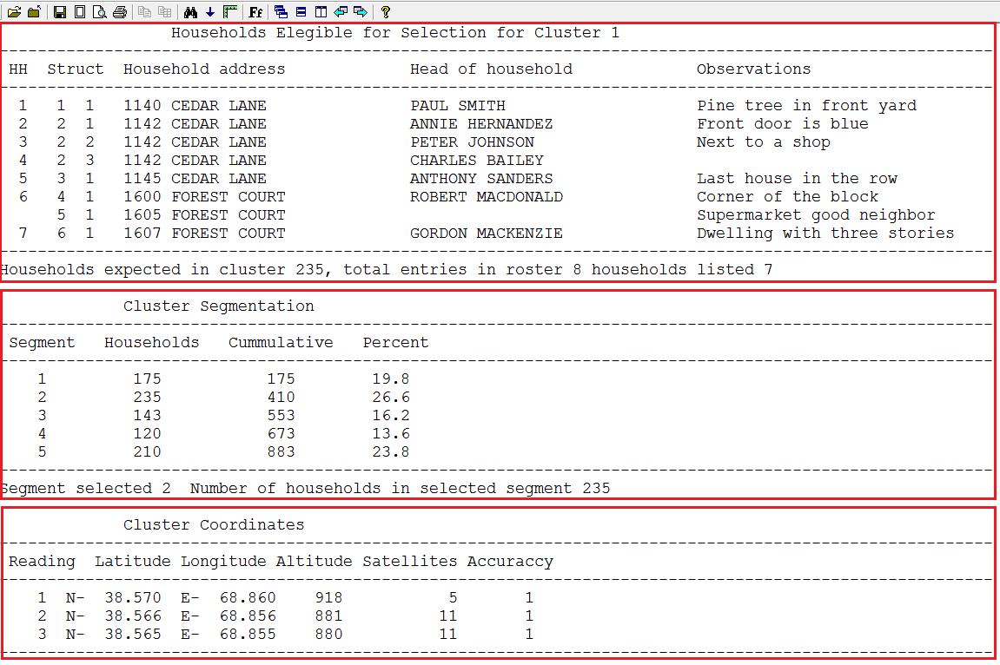 Ff ?
Households Elegible for Selection for Cluster 1
HH Struct Household address Head of household Observations
1 1 1 1140 CEDAR LANE PAUL SMITH Pine tree in front yard
2 2 1 1142 CEDAR LANE ANNIE HERNANDEZ Front door is blue
3 2 2 1142 CEDAR LANE PETER JOHNSON Next to a shop
4 2 3 1142 CEDAR LANE CHARLES BAILEY
5 3 1 1145 CEDAR LANE ANTHONY SANDERS Last house in the row
6 4 1 1600 FOREST COURT ROBERT MACDONALD Corner of the block
5 1 1605 FOREST COURT Supermarket good neighbor
7 6 1 1607 FOREST COURT GORDON MACKENZIE Dwelling with three stories
Households expected in cluster 235, total entries in roster 8 households listed 7
Cluster Segmentation
Segment Households Cummulative Percent
1 175 175 19.8
2 235 410 26.6
3 143 553 16.2
4 120 673 13.6
5 210 883 23.8
Segment selected 2 Number of households in selected segment 235
Cluster Coordinates
Reading Latitude Longitude Altitude Satellites Accuraccy
1 N- 38.570 E- 68.860 918 5 1
2 N- 38.566 E- 68.856 881 11 1
3 N- 38.565 E- 68.855 880 11 1